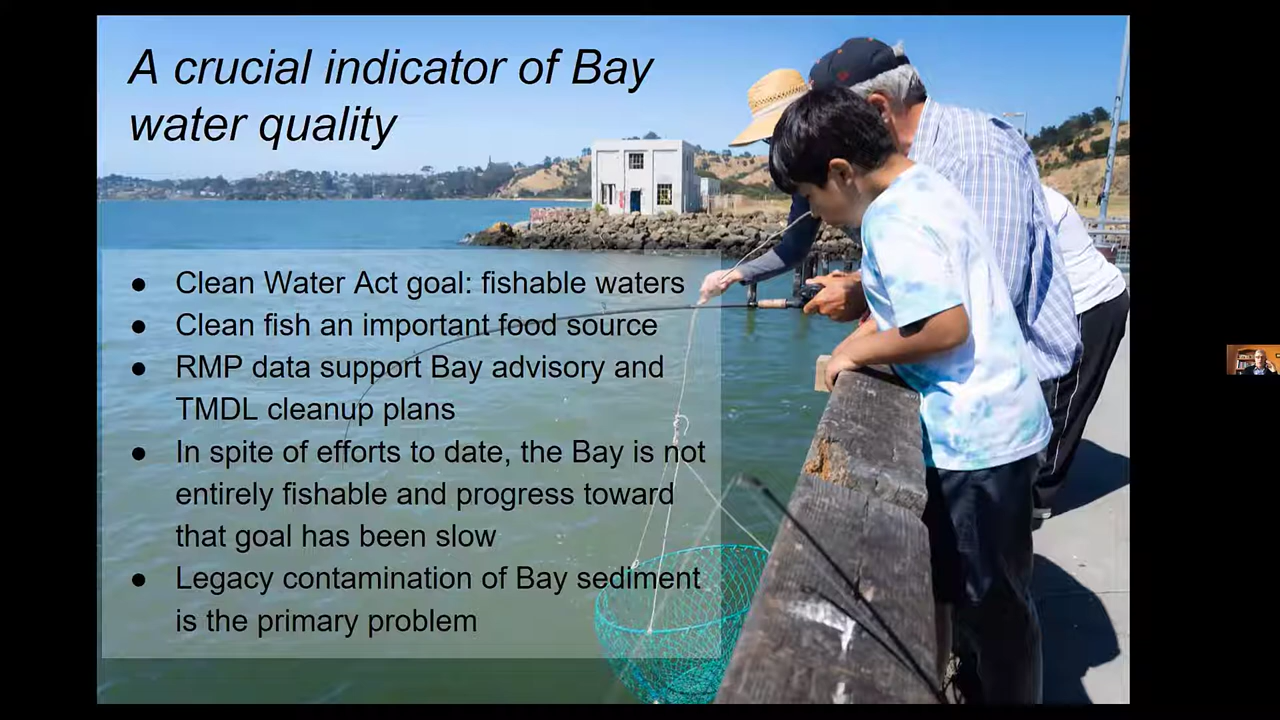 A crucial indicator of Bay
water quality
● Clean Water Act goal: fishable waters
● Clean fish an important food source
● RMP data support Bay advisory and
TMDL cleanup plans
● In spite of efforts to date, the Bay is not
entirely fishable and progress toward
that goal has been slow
● Legacy contamination of Bay sediment
is the primary problem